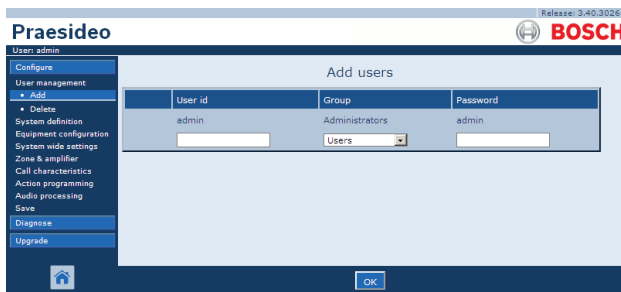 Release: 3.40.3026
Praesideo
BOSCH
User: admin
Configure
User management
• Add
• Delete
System definition
Equipment configuration
System wide settings
Zone & amplifier
Call characteristics
Action programming
Audio processing
Save
Diagnose
Upgrade
Add users
User id Group Password
admin Administrators admin
Users
OK